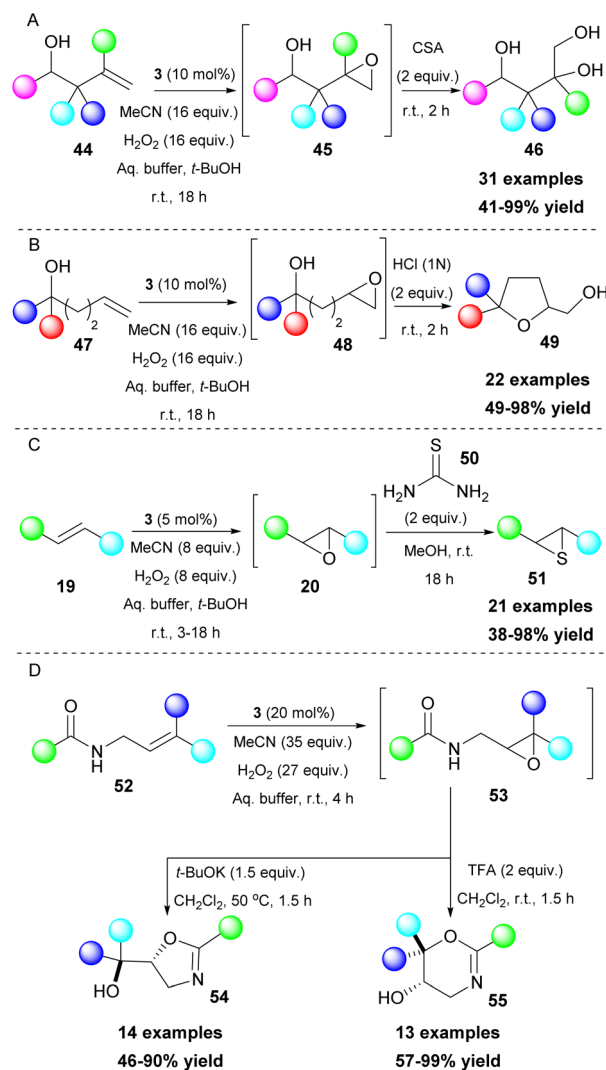 A
OH
3 (10 mol%)
MeCN (16 equiv.)
H2O2 (16 equiv.)
Aq. buffer, t-BuOH
r.t., 18 h
44
OH
O
45
CSA
(2 equiv.)
r.t., 2 h
OH
HO
OH
46
31 examples
41-99% yield
B
OH
2
47
3 (10 mol%)
MeCN (16 equiv.)
H2O2 (16 equiv.)
Aq. buffer, t-BuOH
r.t., 18 h
OH
O
2
48
HCl (1N)
(2 equiv.)
r.t., 2 h
OH
O
49
22 examples
49-98% yield
C
19
3 (5 mol%)
MeCN (8 equiv.)
H2O2 (8 equiv.)
Aq. buffer, t-BuOH
r.t., 3-18 h
O
20
S
50
H2N
NH2
(2 equiv.)
MeOH, r.t.
18 h
S
51
21 examples
38-98% yield
D
O
N
H
52
3 (20 mol%)
MeCN (35 equiv.)
H2O2 (27 equiv.)
Aq. buffer, r.t., 4 h
O
N
H
O
53
t-BuOK (1.5 equiv.)
CH2Cl2, 50 °C, 1.5 h
TFA (2 equiv.)
CH2Cl2, r.t., 1.5 h
O
N
HO
54
14 examples
46-90% yield
O
N
HO
55
13 examples
57-99% yield